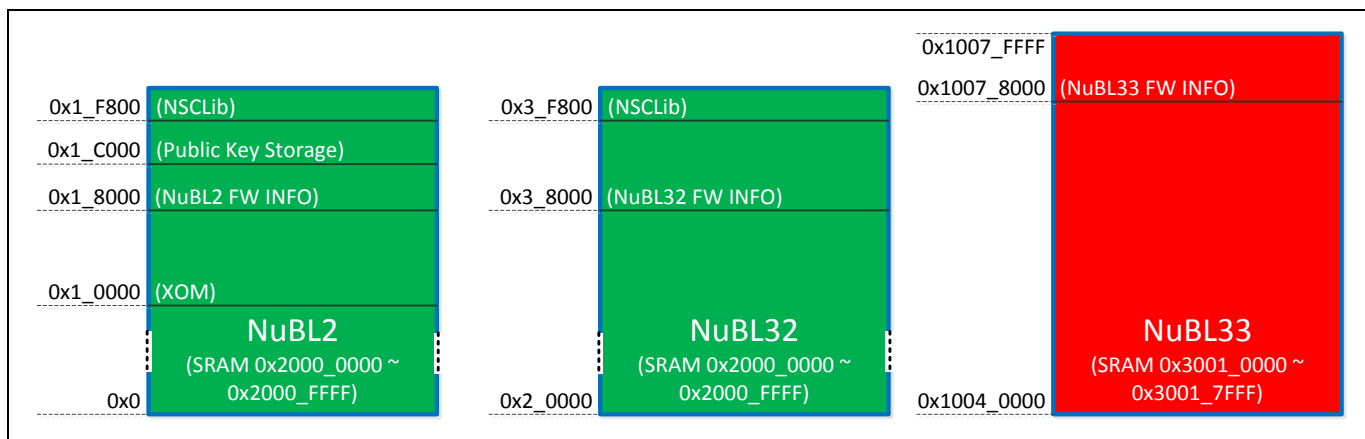 0x1_F800 (NSCLib)
0x1_C000 (Public Key Storage)
0x1_8000 (NuBL2 FW INFO)
0x1_0000 (XOM)
NuBL2
(SRAM 0x2000_0000 ~
0x2000_FFFF)
0x0
0x3_F800 (NSCLib)
0x3_8000 (NuBL32 FW INFO)
NuBL32
(SRAM 0x2000_0000 ~
0x2000_FFFF)
0x2_0000
0x1007_FFFF
0x1007_8000 (NuBL33 FW INFO)
NuBL33
(SRAM 0x3001_0000 ~
0x3001_7FFF)
0x1004_0000